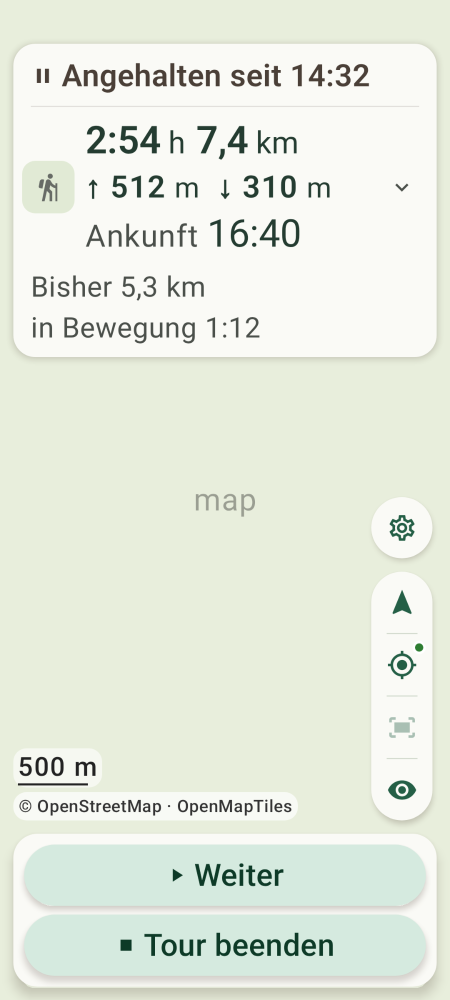 Angehalten seit 14:32
2:54 h 7,4 km
↑ 512 m ↓ 310 m
Ankunft 16:40
Bisher 5,3 km
in Bewegung 1:12
map
500 m
© OpenStreetMap · OpenMapTiles
Weiter
Tour beenden